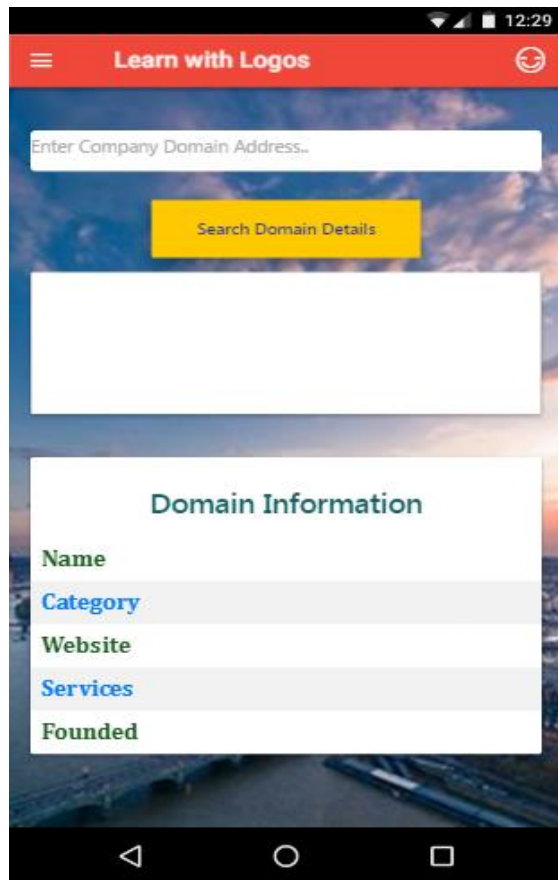 12:29
Learn with Logos
Enter Company Domain Address..
Search Domain Details
Domain Information
Name
Category
Website
Services
Founded